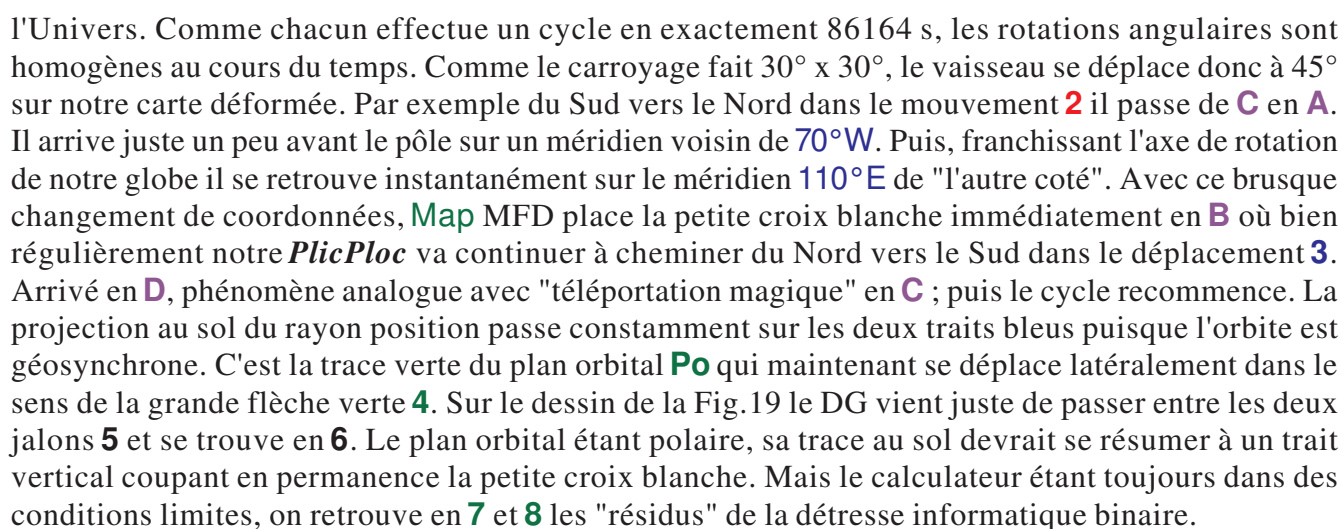 l'Univers. Comme chacun effectue un cycle en exactement 86164 s, les rotations angulaires sont
homogènes au cours du temps. Comme le carroyage fait 30° x 30°, le vaisseau se déplace donc à 45°
sur notre carte déformée. Par exemple du Sud vers le Nord dans le mouvement 2 il passe de C en A.
Il arrive juste un peu avant le pôle sur un méridien voisin de 70°W. Puis, franchissant l'axe de rotation
de notre globe il se retrouve instantanément sur le méridien 110°E de "l'autre coté". Avec ce brusque
changement de coordonnées, Map MFD place la petite croix blanche immédiatement en B où bien
régulièrement notre PlicPloc va continuer à cheminer du Nord vers le Sud dans le déplacement 3.
Arrivé en D, phénomène analogue avec "téléportation magique" en C ; puis le cycle recommence. La
projection au sol du rayon position passe constamment sur les deux traits bleus puisque l'orbite est
géosynchrone. C'est la trace verte du plan orbital Po qui maintenant se déplace latéralement dans le
sens de la grande flèche verte 4. Sur le dessin de la Fig.19 le DG vient juste de passer entre les deux
jalons 5 et se trouve en 6. Le plan orbital étant polaire, sa trace au sol devrait se résumer à un trait
vertical coupant en permanence la petite croix blanche. Mais le calculateur étant toujours dans des
conditions limites, on retrouve en 7 et 8 les "résidus" de la détresse informatique binaire.